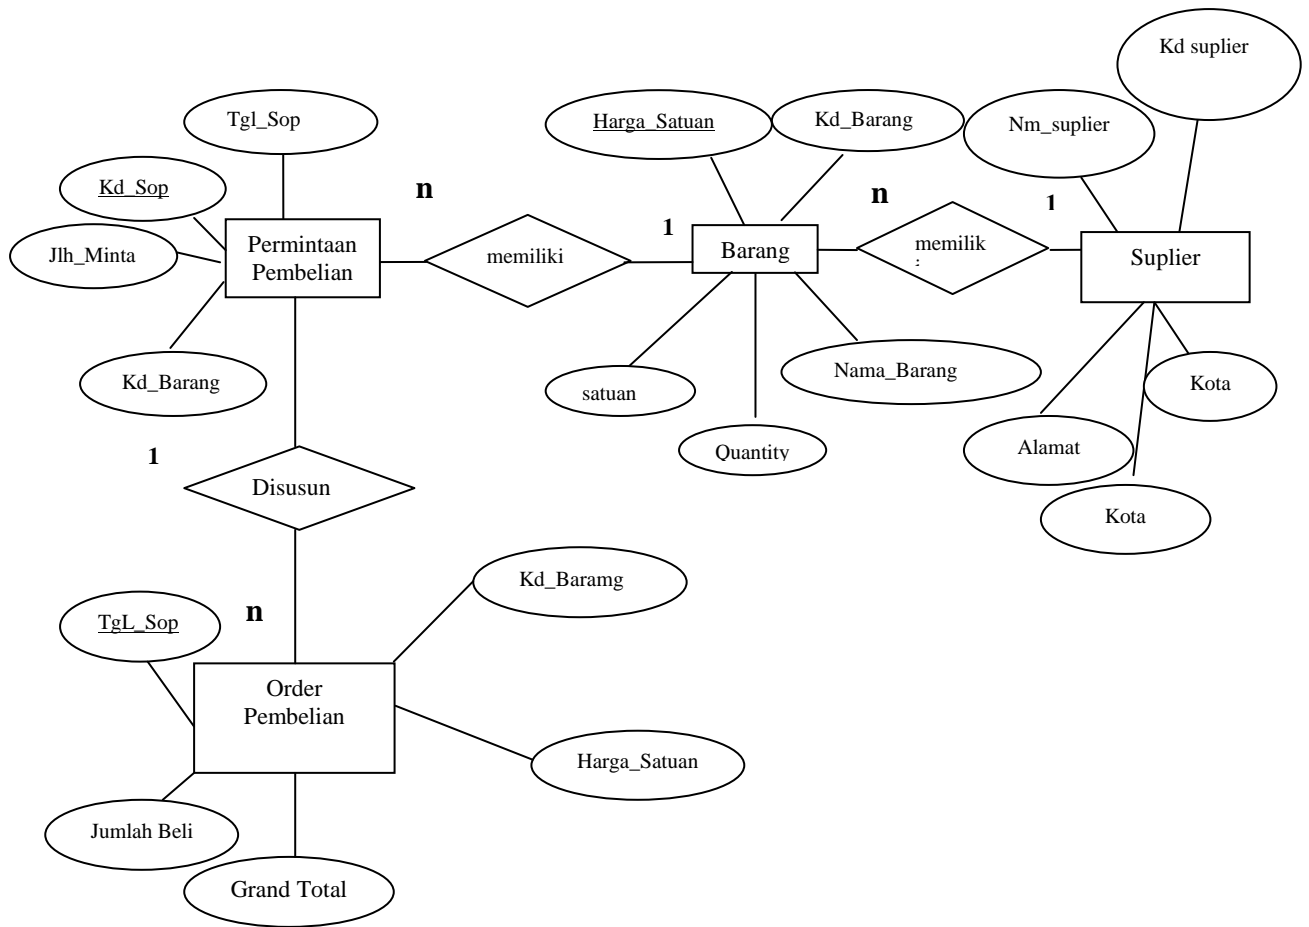 Kd suplier
Tgl_Sop
Harga_Satuan
Kd_Barang
Nm_suplier
Kd_Sop
n
n
1
1
Jlh_Minta
Permintaan
Pembelian
memiliki
Barang
memilik
Suplier
Kd_Barang
satuan
Nama_Barang
Kota
Quantity
Alamat
1
Disusun
Kota
Kd_Baramg
TgL_Sop
n
Order
Pembelian
Harga_Satuan
Jumlah Beli
Grand Total